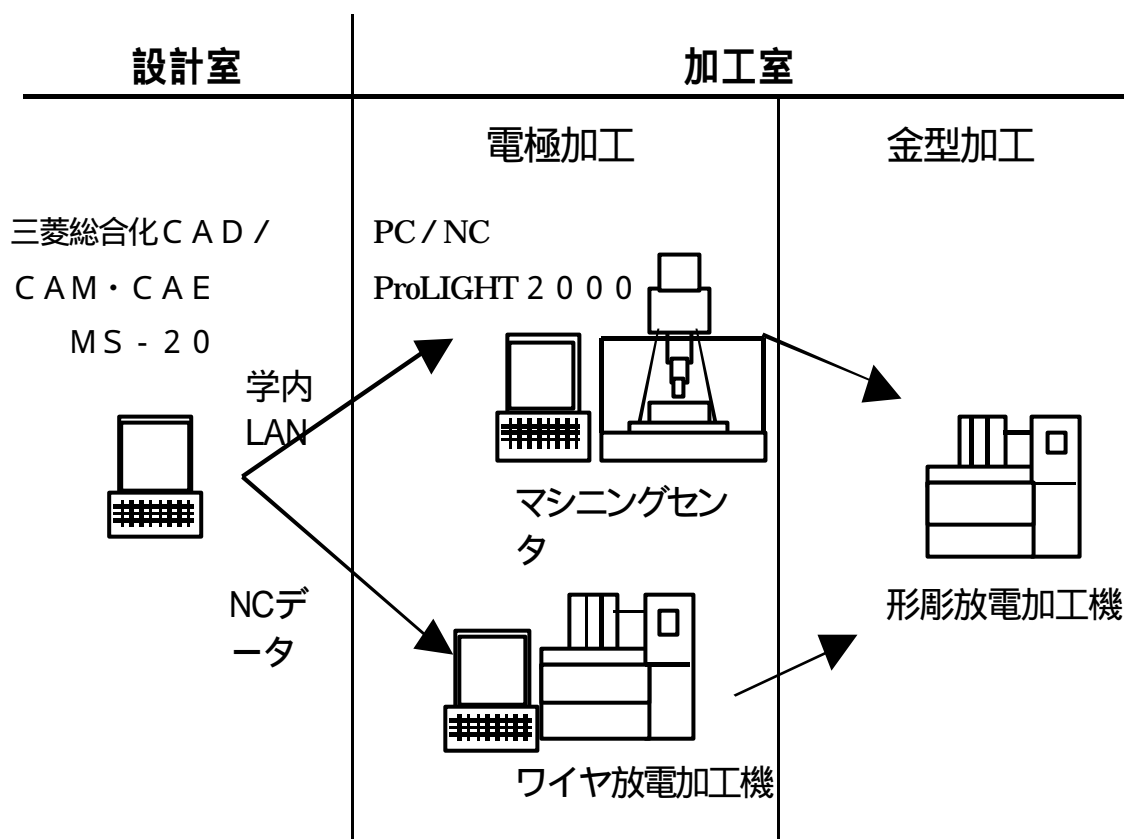 設計室
加工室
電極加工
金型加工
三菱総合化ＣＡＤ/
ＣＡＭ・ＣＡＥ
ＭＳ-２０
PC/NC
ProLIGHT２０００
学内
LAN
マシニングセン
タ
NCデ
ータ
形彫放電加工機
ワイヤ放電加工機